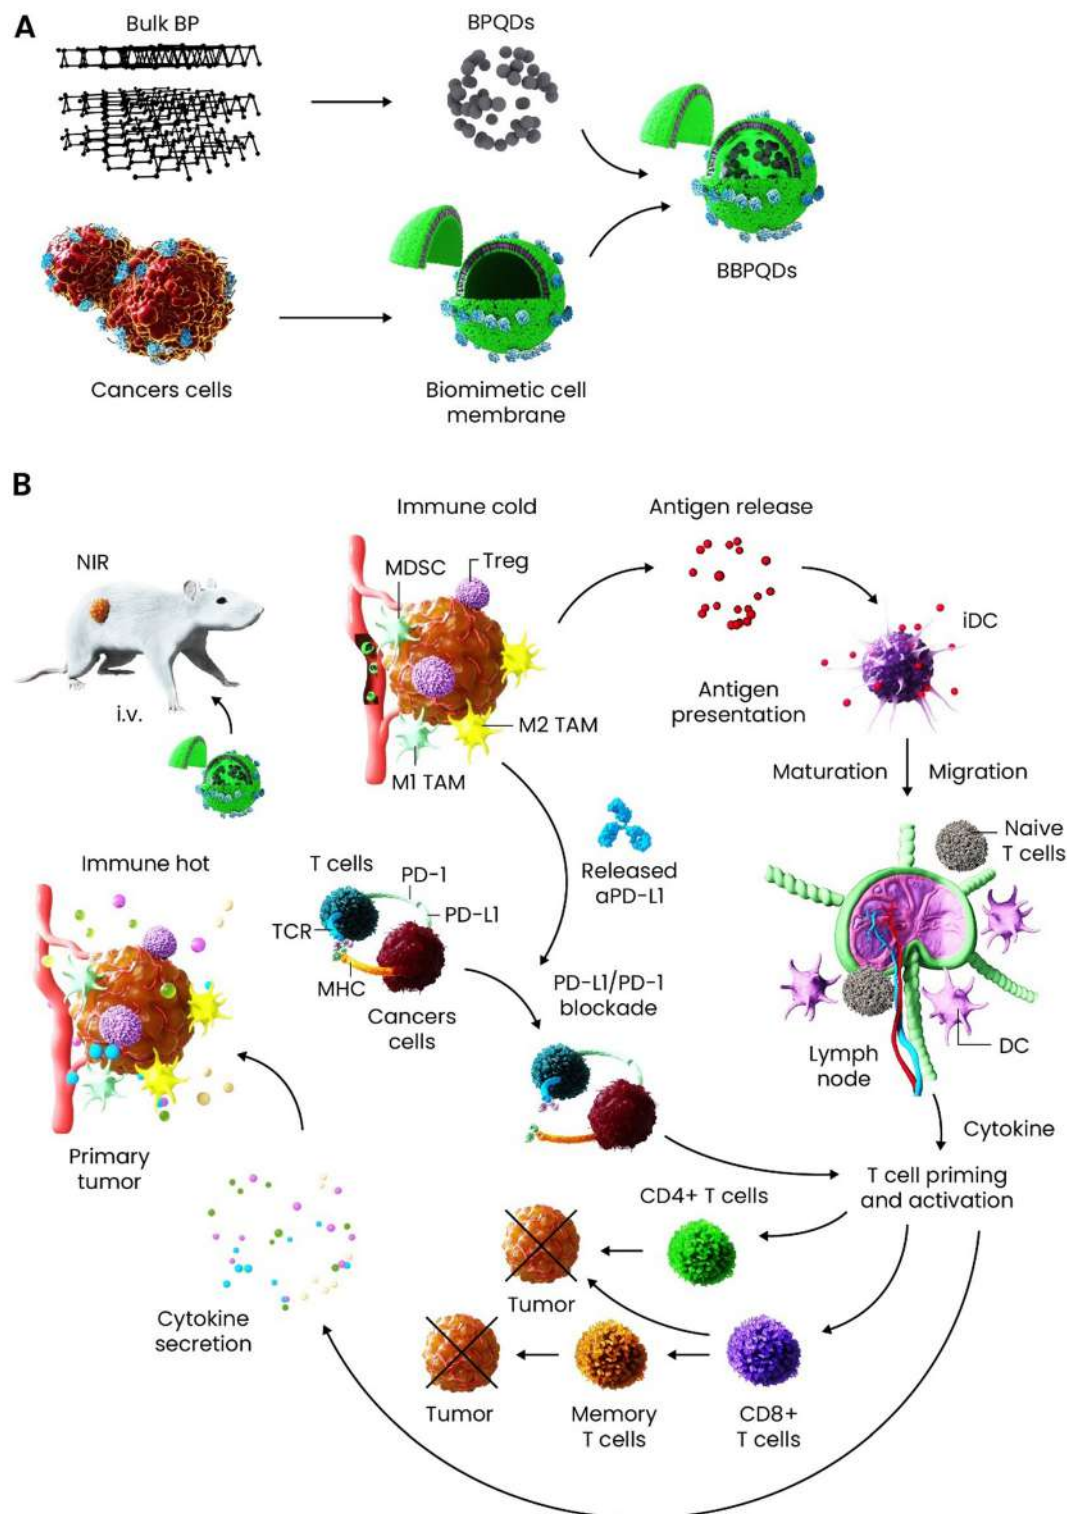 A
Bulk BP
BPQDs
BBPQDs
Cancers cells
Biomimetic cell
membrane
B
Immune cold
Antigen release
NIR
MDSC
Treg
iDC
Antigen
presentation
i.v.
M2 TAM
M1 TAM
Maturation
Migration
Naive
T cells
Immune hot
T cells
PD-1
Released
aPD-L1
PD-L1
TCR
MHC
PD-L1/PD-1
blockade
Cancers
cells
Lymph
node
DC
Cytokine
Primary
tumor
T cell priming
and activation
CD4+ T cells
Tumor
Cytokine
secretion
Tumor
Memory
T cells
CD8+
T cells